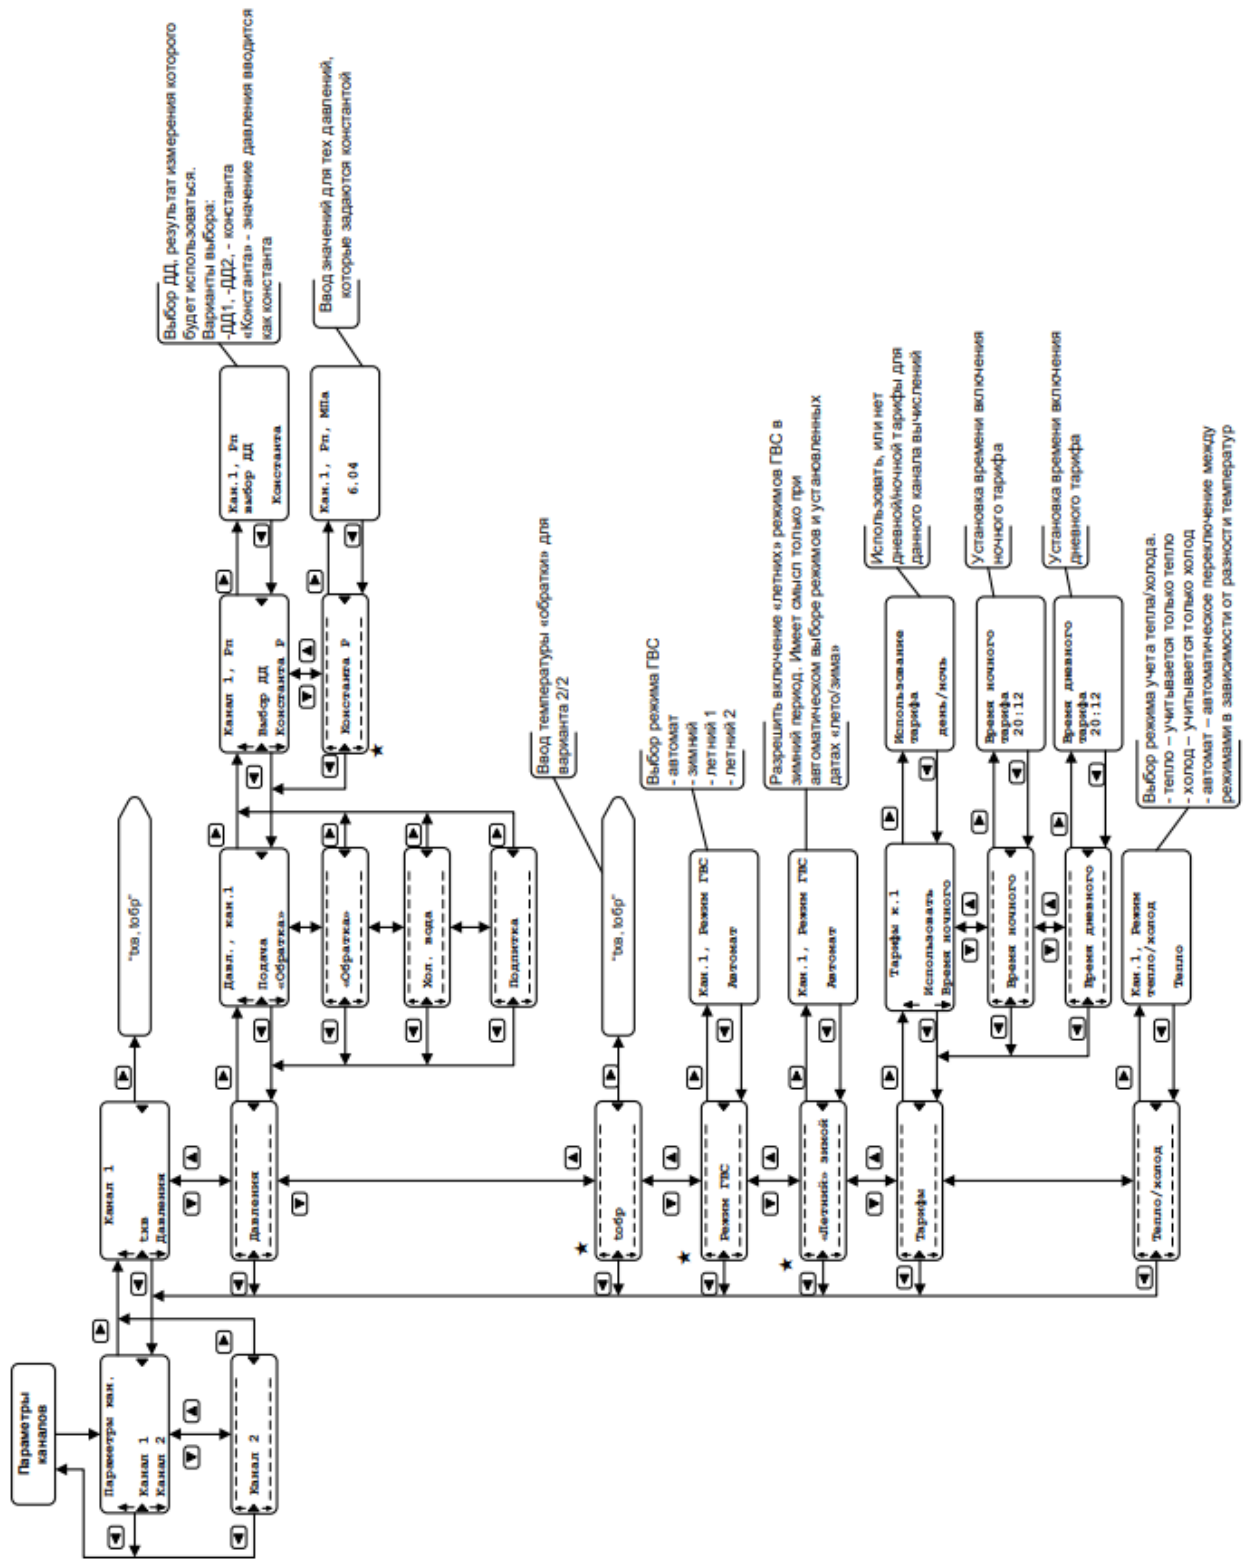 Параметры
каналов
Параметры кан.
Канал 1
Канал 2
Канал 2
Канал 1
tхв
Давления
"tхв, tобр"
Давления
Давл., кан.1
Подача
«Обратка»
Канал 1, Рп
Выбор ДД
Константа Р
Кан.1, Рп
выбор ДД
Константа
Выбор ДД, результат измерения которого
будет использоваться.
Варианты выбора:
-ДД1, -ДД2, - константа
«Константа» - значение давления вводится
как константа
«Обратка»
Константа Р
Кан.1, Рп, МПа
6.04
Ввод значений для тех давлений,
которые задаются константой
Хол. вода
Подпитка
tобр
"tхв, tобр"
Ввод температуры «обратки» для
варианта 2/2
Режим ГВС
Кан.1, Режим ГВС
Автомат
Выбор режима ГВС
- автомат
- зимний
- летний 1
- летний 2
«Летний» зимой
Кан.1, Режим ГВС
Автомат
Разрешить включение «летних» режимов ГВС в
зимний период. Имеет смысл только при
автоматическом выборе режимов и установленных
датах «лето/зима»
Тарифы
Тарифы к.1
Использовать
Время ночного
Использование
тарифа
день/ночь
Использовать, или нет
дневной/ночной тарифы для
данного канала вычислений
Время ночного
Время ночного
тарифа
20:12
Установка времени включения
ночного тарифа
Время дневного
Время дневного
тарифа
20:12
Установка времени включения
дневного тарифа
Тепло/холод
Кан.1, Режим
тепло/холод
Тепло
Выбор режима учета тепла/холода.
- тепло – учитывается только тепло
- холод – учитывается только холод
- автомат – автоматическое переключение между
режимами в зависимости от разности температур